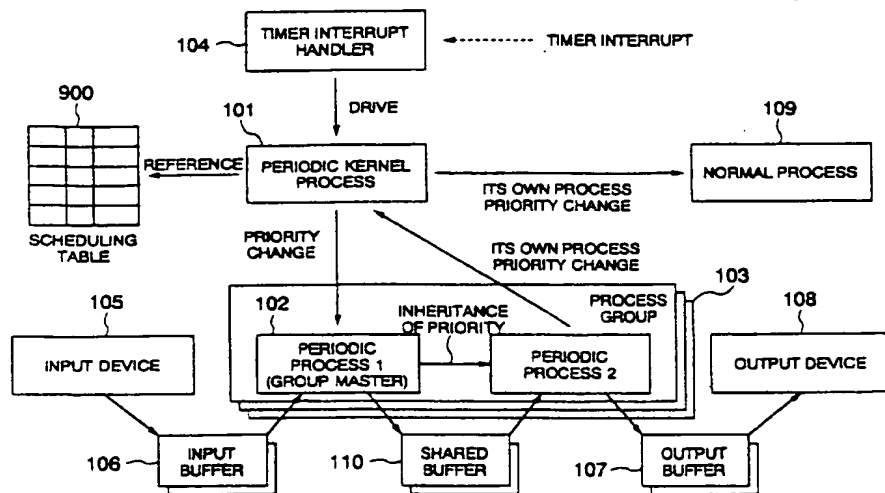 104
TIMER INTERRUPT
HANDLER
TIMER INTERRUPT
DRIVE
900
101
109
REFERENCE
PERIODIC KERNEL
PROCESS
NORMAL PROCESS
ITS OWN PROCESS
PRIORITY CHANGE
SCHEDULING
TABLE
PRIORITY
CHANGE
ITS OWN PROCESS
PRIORITY CHANGE
103
105
102
INHERITANCE
OF PRIORITY
PROCESS
GROUP
108
INPUT DEVICE
PERIODIC
PROCESS 1
(GROUP MASTER)
PERIODIC
PROCESS 2
OUTPUT DEVICE
106
INPUT
BUFFER
110
SHARED
BUFFER
107
OUTPUT
BUFFER